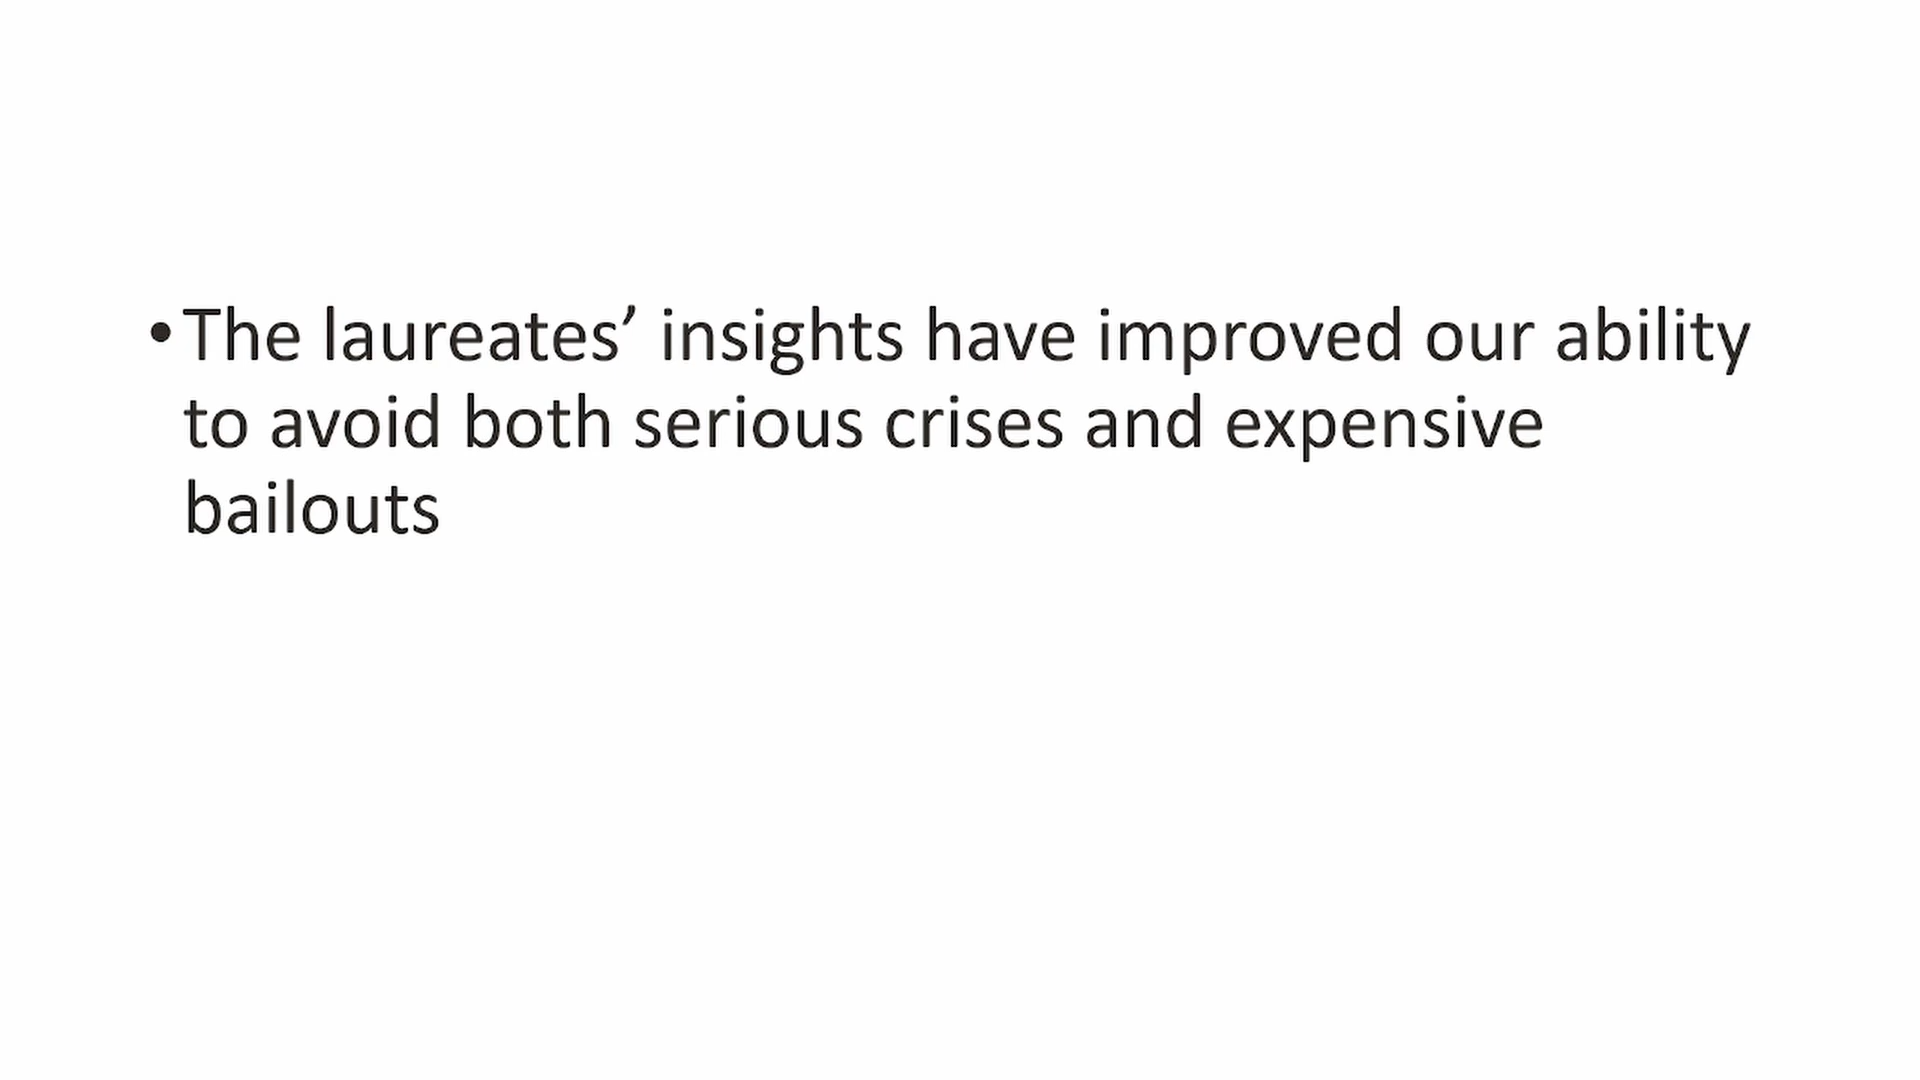 •The laureates’ insights have improved our ability
to avoid both serious crises and expensive
bailouts